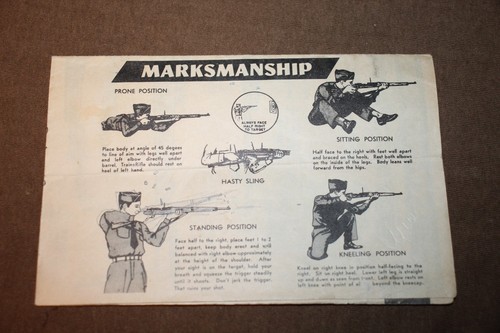 MARKSMANSHIP
PRONE POSITION
Place body at angle of 45 degrees
to line of aim with legs well apart
and left elbow directly under
barrel. Train-Rifle should rest on
heel of left hand.
ALWAYS FACE
HALF RIGHT
TO TARGET
HASTY SLING
SITTING POSITION
Half face to the right with feet well apart
and braced on the heels. Rest both elbows
on the inside of the legs. Body leans well
forward from the hips.
STANDING POSITION
Face half to the right, place feet 1 to 2
feet apart, keep body erect and still
balanced with right elbow approximately
at the height of the shoulder. After
your sight is on the target, hold your
breath and squeeze the trigger steadily
until it shoots. Don't jerk the trigger.
That ruins your shot.
KNEELING POSITION
Kneel on right knee in position half-facing to the
right. Sit on right heel. Lower left leg is straight
up and down as seen from front. Left elbow rests on
left knee with point of el beyond the kneecap.